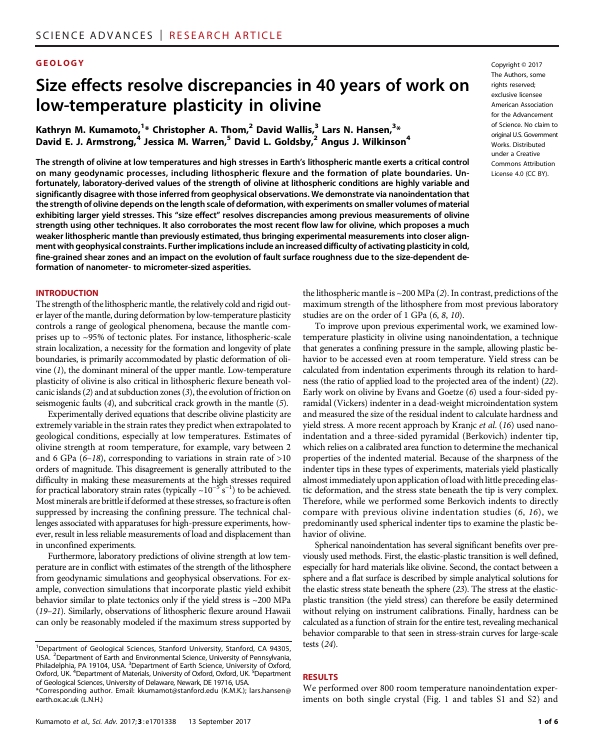 SCIENCE ADVANCES | RESEARCH ARTICLE
GEOLOGY
Size effects resolve discrepancies in 40 years of work on
low-temperature plasticity in olivine
Kathryn M. Kumamoto,1* Christopher A. Thom,2 David Wallis,3 Lars N. Hansen,3*
David E. J. Armstrong,4 Jessica M. Warren,5 David L. Goldsby,2 Angus J. Wilkinson4
The strength of olivine at low temperatures and high stresses in Earth's lithospheric mantle exerts a critical control
on many geodynamic processes, including lithospheric flexure and the formation of plate boundaries. Un-
fortunately, laboratory-derived values of the strength of olivine at lithospheric conditions are highly variable and
significantly disagree with those inferred from geophysical observations. We demonstrate via nanoindentation that
the strength of olivine depends on the length scale of deformation, with experiments on smaller volumes of material
exhibiting larger yield stresses. This "size effect" resolves discrepancies among previous measurements of olivine
strength using other techniques. It also corroborates the most recent flow law for olivine, which proposes a much
weaker lithospheric mantle than previously estimated, thus bringing experimental measurements into closer align-
ment with geophysical constraints. Further implications include an increased difficulty of activating plasticity in cold,
fine-grained shear zones and an impact on the evolution of fault surface roughness due to the size-dependent de-
formation of nanometer- to micrometer-sized asperities.
Copyright © 2017
The Authors, some
rights reserved;
exclusive licensee
American Association
for the Advancement
of Science. No claim to
original U.S. Government
Works. Distributed
under a Creative
Commons Attribution
License 4.0 (CC BY).
INTRODUCTION
The strength of the lithospheric mantle, the relatively cold and rigid out-
er layer of the mantle, during deformation by low-temperature plasticity
controls a range of geological phenomena, because the mantle com-
prises up to ~95% of tectonic plates. For instance, lithospheric-scale
strain localization, a necessity for the formation and longevity of plate
boundaries, is primarily accommodated by plastic deformation of oli-
vine (1), the dominant mineral of the upper mantle. Low-temperature
plasticity of olivine is also critical in lithospheric flexure beneath vol-
canic islands (2) and at subduction zones (3), the evolution of friction on
seismogenic faults (4), and subcritical crack growth in the mantle (5).
Experimentally derived equations that describe olivine plasticity are
extremely variable in the strain rates they predict when extrapolated to
geological conditions, especially at low temperatures. Estimates of
olivine strength at room temperature, for example, vary between 2
and 6 GPa (6–18), corresponding to variations in strain rate of >10
orders of magnitude. This disagreement is generally attributed to the
difficulty in making these measurements at the high stresses required
for practical laboratory strain rates (typically ~10−5 s−1) to be achieved.
Most minerals are brittle if deformed at these stresses, so fracture is often
suppressed by increasing the confining pressure. The technical chal-
lenges associated with apparatuses for high-pressure experiments, how-
ever, result in less reliable measurements of load and displacement than
in unconfined experiments.
Furthermore, laboratory predictions of olivine strength at low tem-
perature are in conflict with estimates of the strength of the lithosphere
from geodynamic simulations and geophysical observations. For ex-
ample, convection simulations that incorporate plastic yield exhibit
behavior similar to plate tectonics only if the yield stress is ~200 MPa
(19–21). Similarly, observations of lithospheric flexure around Hawaii
can only be reasonably modeled if the maximum stress supported by
1Department of Geological Sciences, Stanford University, Stanford, CA 94305,
USA. 2Department of Earth and Environmental Science, University of Pennsylvania,
Philadelphia, PA 19104, USA. 3Department of Earth Science, University of Oxford,
Oxford, UK. 4Department of Materials, University of Oxford, Oxford, UK. 5Department
of Geological Sciences, University of Delaware, Newark, DE 19716, USA.
*Corresponding author. Email: kkumamoto@stanford.edu (K.M.K.); lars.hansen@
earth.ox.ac.uk (L.N.H)
the lithospheric mantle is ~200 MPa (2). In contrast, predictions of the
maximum strength of the lithosphere from most previous laboratory
studies are on the order of 1 GPa (6, 8, 10).
To improve upon previous experimental work, we examined low-
temperature plasticity in olivine using nanoindentation, a technique
that generates a confining pressure in the sample, allowing plastic be-
havior to be accessed even at room temperature. Yield stress can be
calculated from indentation experiments through its relation to hard-
ness (the ratio of applied load to the projected area of the indent) (22).
Early work on olivine by Evans and Goetze (6) used a four-sided py-
ramidal (Vickers) indenter in a dead-weight microindentation system
and measured the size of the residual indent to calculate hardness and
yield stress. A more recent approach by Kranjc et al. (16) used nano-
indentation and a three-sided pyramidal (Berkovich) indenter tip,
which relies on a calibrated area function to determine the mechanical
properties of the indented material. Because of the sharpness of the
indenter tips in these types of experiments, materials yield plastically
almost immediately upon application of load with little preceding elas-
tic deformation, and the stress state beneath the tip is very complex.
Therefore, while we performed some Berkovich indents to directly
compare with previous olivine indentation studies (6, 16), we
predominantly used spherical indenter tips to examine the plastic be-
havior of olivine.
Spherical nanoindentation has several significant benefits over pre-
viously used methods. First, the elastic-plastic transition is well defined,
especially for hard materials like olivine. Second, the contact between a
sphere and a flat surface is described by simple analytical solutions for
the elastic stress state beneath the sphere (23). The stress at the elastic-
plastic transition (the yield stress) can therefore be easily determined
without relying on instrument calibrations. Finally, hardness can be
calculated as a function of strain for the entire test, revealing mechanical
behavior comparable to that seen in stress-strain curves for large-scale
tests (24).
RESULTS
We performed over 800 room temperature nanoindentation exper-
iments on both single crystal (Fig. 1 and tables S1 and S2) and
Kumamoto et al., Sci. Adv. 2017;3:e1701338 13 September 2017
1 of 6